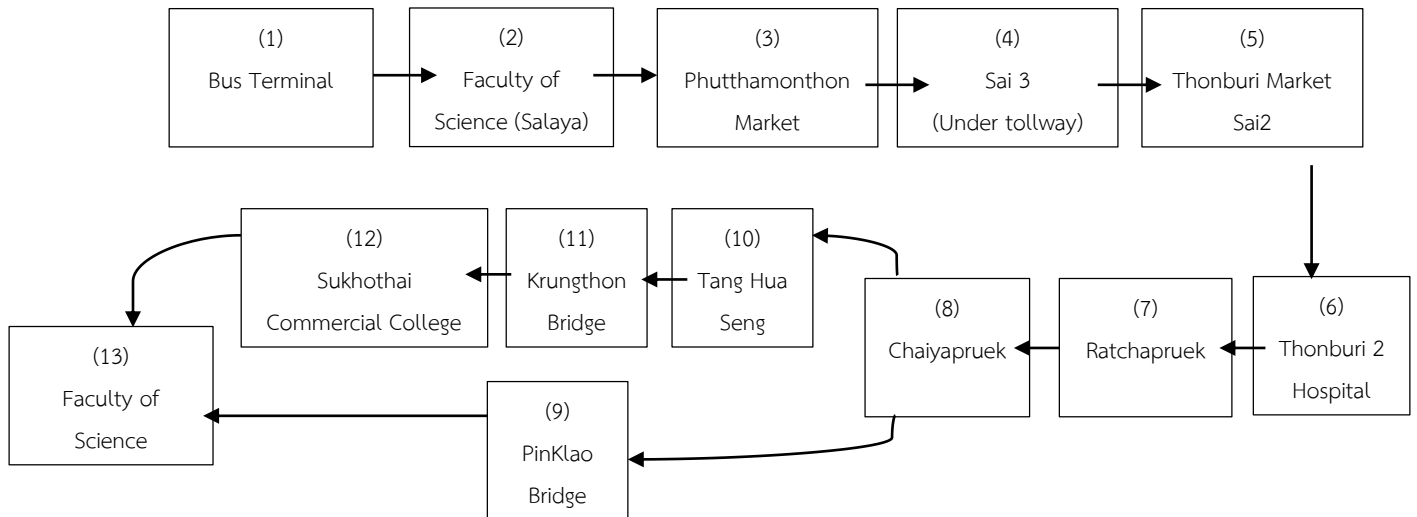 (1)
Bus Terminal
(2)
Faculty of
Science (Salaya)
(3)
Phutthamonthon
Market
(4)
Sai 3
(Under tollway)
(5)
Thonburi Market
Sai2
(6)
Thonburi 2
Hospital
(7)
Ratchapruek
(8)
Chaiyapruek
(9)
PinKlao
Bridge
(10)
Tang Hua
Seng
(11)
Krungthon
Bridge
(12)
Sukhothai
Commercial College
(13)
Faculty of
Science